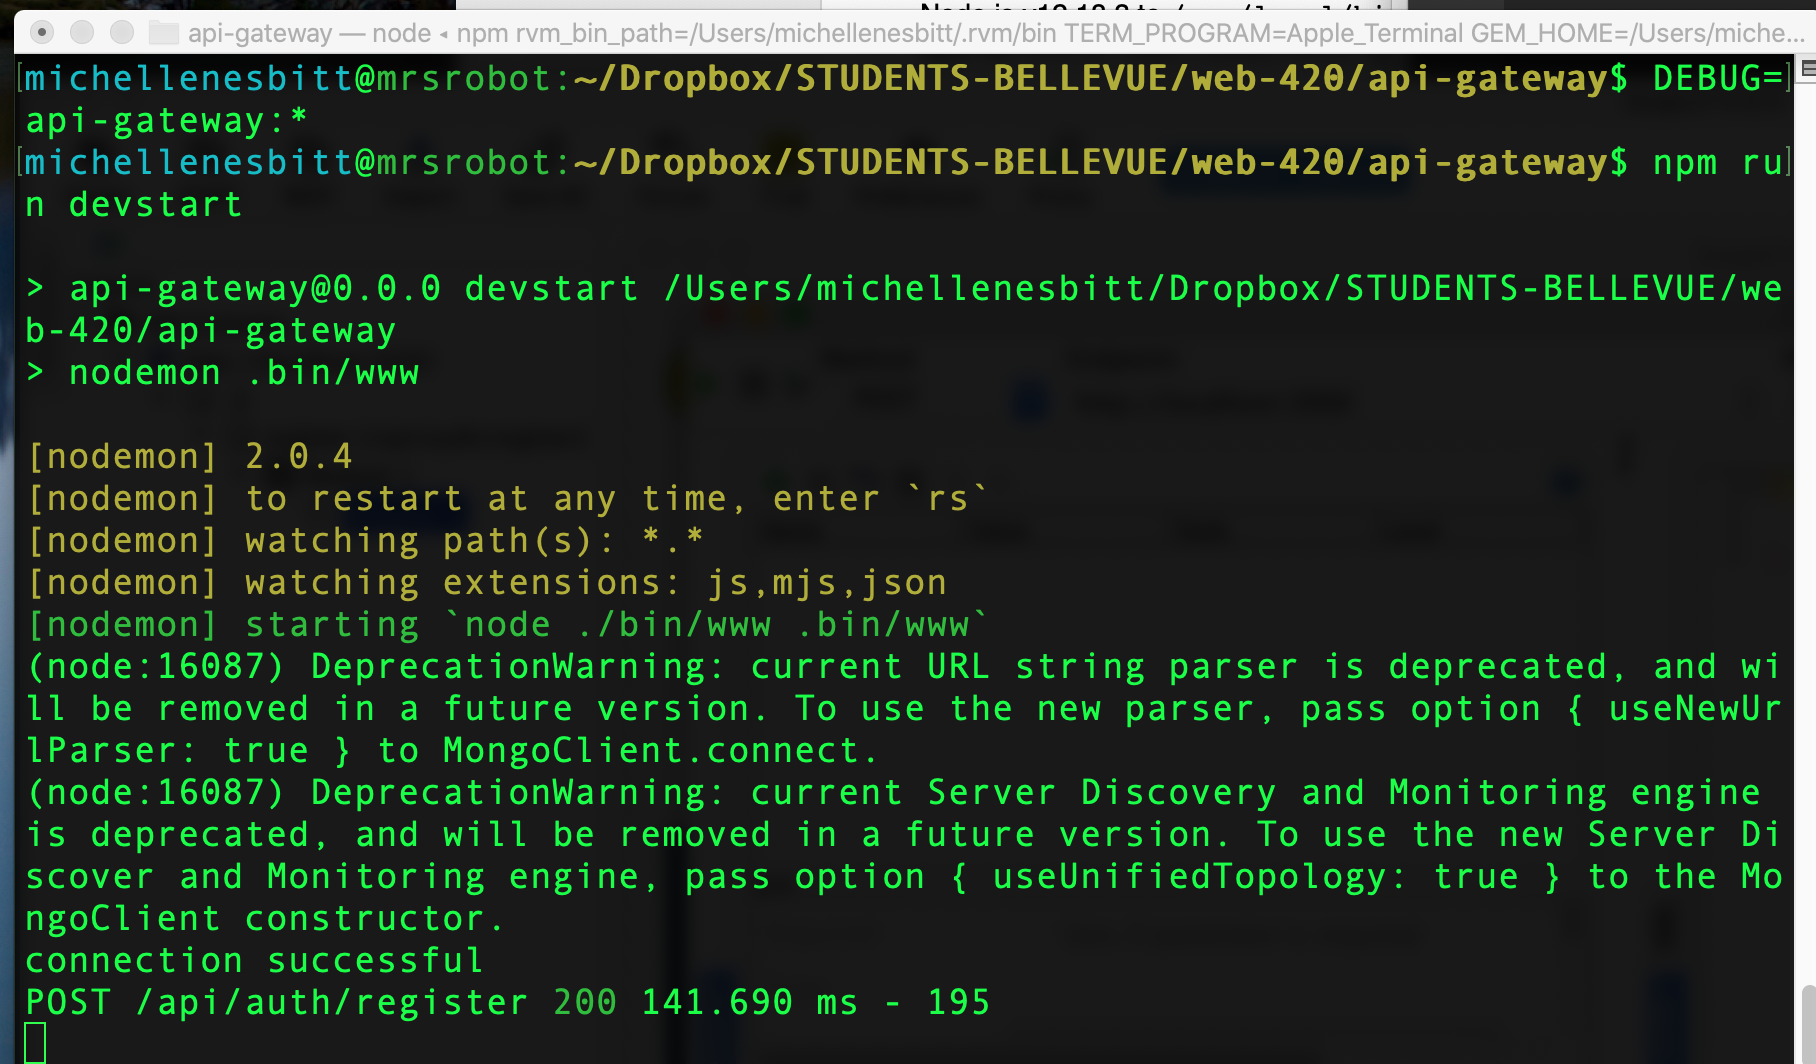 api-gateway — node ◂ npm rvm_bin_path=/Users/michellenesbitt/.rvm/bin TERM_PROGRAM=Apple_Terminal GEM_HOME=/Users/miche...
[michellenesbitt@mrsrobot:~/Dropbox/STUDENTS-BELLEVUE/web-420/api-gateway$ DEBUG=]
api-gateway:*
[michellenesbitt@mrsrobot:~/Dropbox/STUDENTS-BELLEVUE/web-420/api-gateway$ npm ru]
n devstart
> api-gateway@0.0.0 devstart /Users/michellenesbitt/Dropbox/STUDENTS-BELLEVUE/we
b-420/api-gateway
> nodemon .bin/www
[nodemon] 2.0.4
[nodemon] to restart at any time, enter `rs`
[nodemon] watching path(s): *.*
[nodemon] watching extensions: js,mjs,json
[nodemon] starting `node ./bin/www .bin/www`
(node:16087) DeprecationWarning: current URL string parser is deprecated, and wi
ll be removed in a future version. To use the new parser, pass option { useNewUr
lParser: true } to MongoClient.connect.
(node:16087) DeprecationWarning: current Server Discovery and Monitoring engine
is deprecated, and will be removed in a future version. To use the new Server Di
scover and Monitoring engine, pass option { useUnifiedTopology: true } to the Mo
ngoClient constructor.
connection successful
POST /api/auth/register 200 141.690 ms - 195